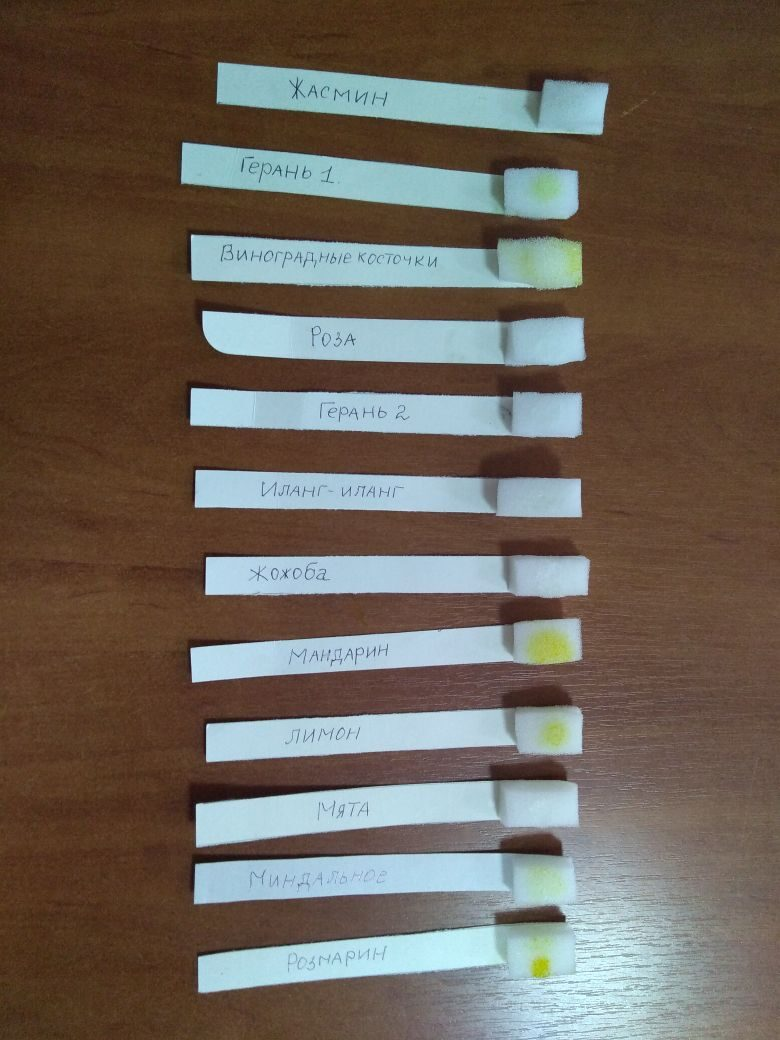 Жасмин
Герань 1.
Виноградные косточки
Роза
Герань 2
Иланг-иланг
Жожоба
Мандарин
Лимон
Мята
Миндальное
Розмарин